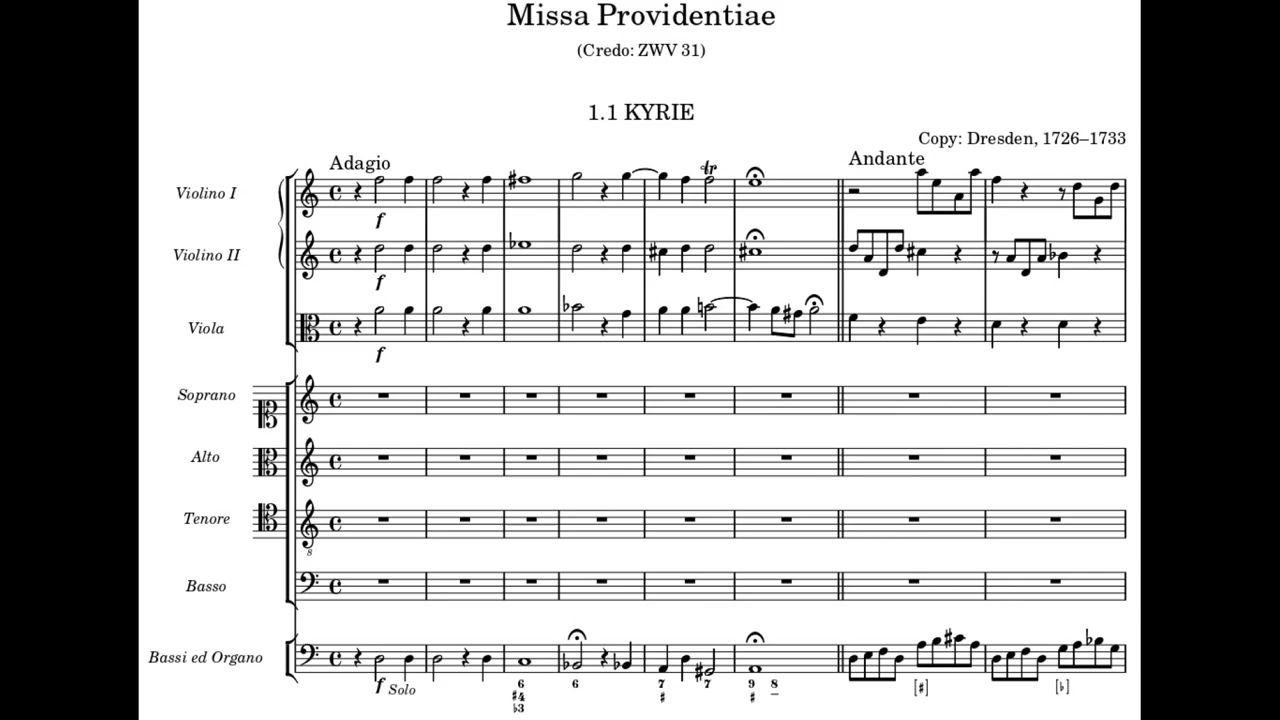 Missa Providentiae
(Credo: ZWV 31)
1.1 KYRIE
Copy: Dresden, 1726–1733
Adagio
Andante
Violino I
tr
f
Violino II
f
Viola
f
Soprano
Alto
Tenore
8
Basso
Bassi ed Organo
f Solo
6 6 7 7 9 8
♯4 ♯ ♯ [♯] [♭]
♭3